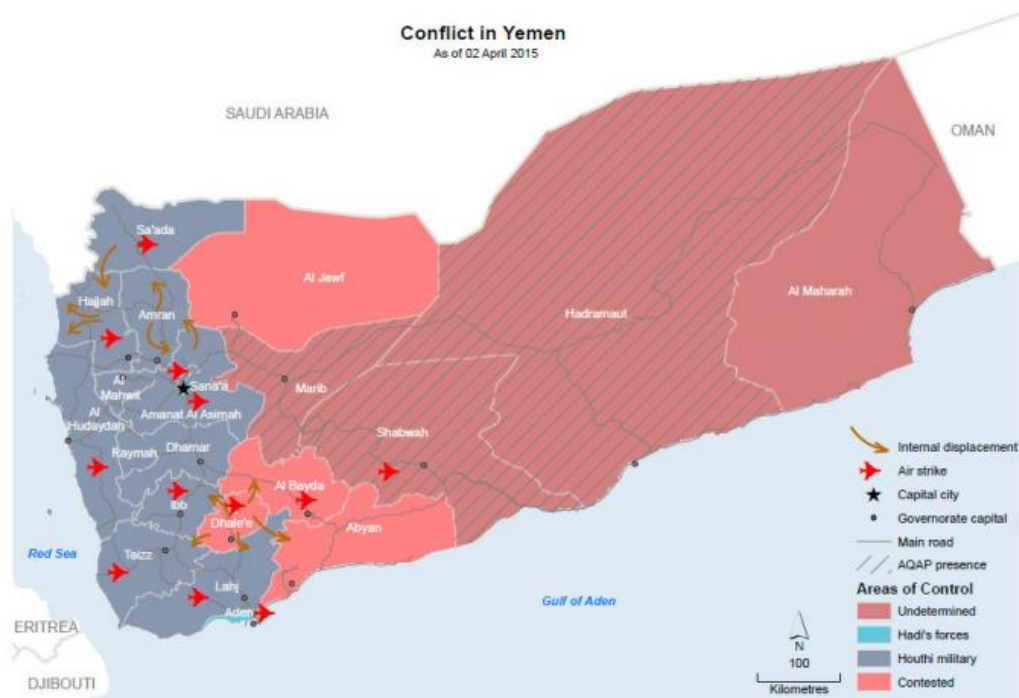 Conflict in Yemen
As of 02 April 2015
SAUDI ARABIA
OMAN
Sa'ada
Al Jawf
Hajjah
Amran
Hadramaut
Al Maharah
Sana'a
Marib
Al
Mahwit
Al
Hudaydah
Amanat Al Asimah
Shabwah
Raymah
Dhamar
Al Bayda
Ibb
Dhale'e
Abyan
Red Sea
Taizz
Lahj
Aden
Gulf of Aden
ERITREA
DJIBOUTI
Internal displacement
Air strike
Capital city
Governorate capital
Main road
AQAP presence
Areas of Control
Undetermined
Hadi's forces
Houthi military
Contested
N
100
Kilometres